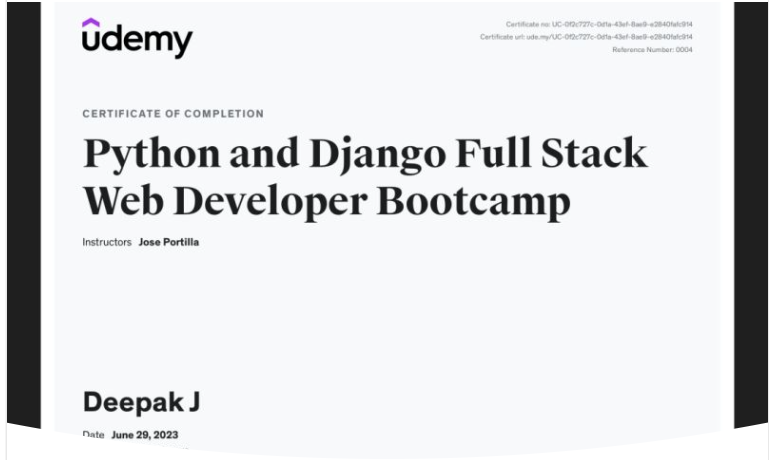 ûdemy
Certificate no: UC-0f2c727c-0d1a-43ef-8ae9-e2840fafc914
Certificate url: ude.my/UC-0f2c727c-0d1a-43ef-8ae9-e2840fafc914
Reference Number: 0004
CERTIFICATE OF COMPLETION
Python and Django Full Stack
Web Developer Bootcamp
Instructors Jose Portilla
Deepak J
Date June 29, 2023